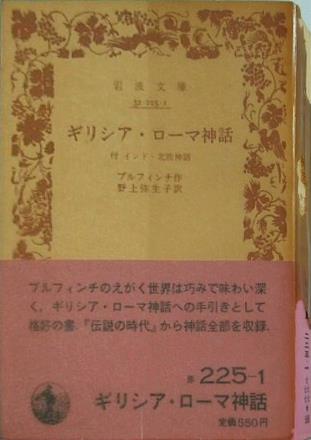 岩波文庫
32-225-1
ギリシア・ローマ神話
付 インド・北欧神話
ブルフィンチ作
野上弥生子訳
ブルフィンチのえがく世界は巧みで味わい深
く，ギリシア・ローマ神話への手引きとして
格好の書．『伝説の時代』から神話全部を収録．
赤 225-1
ギリシア・ローマ神話
定価550円